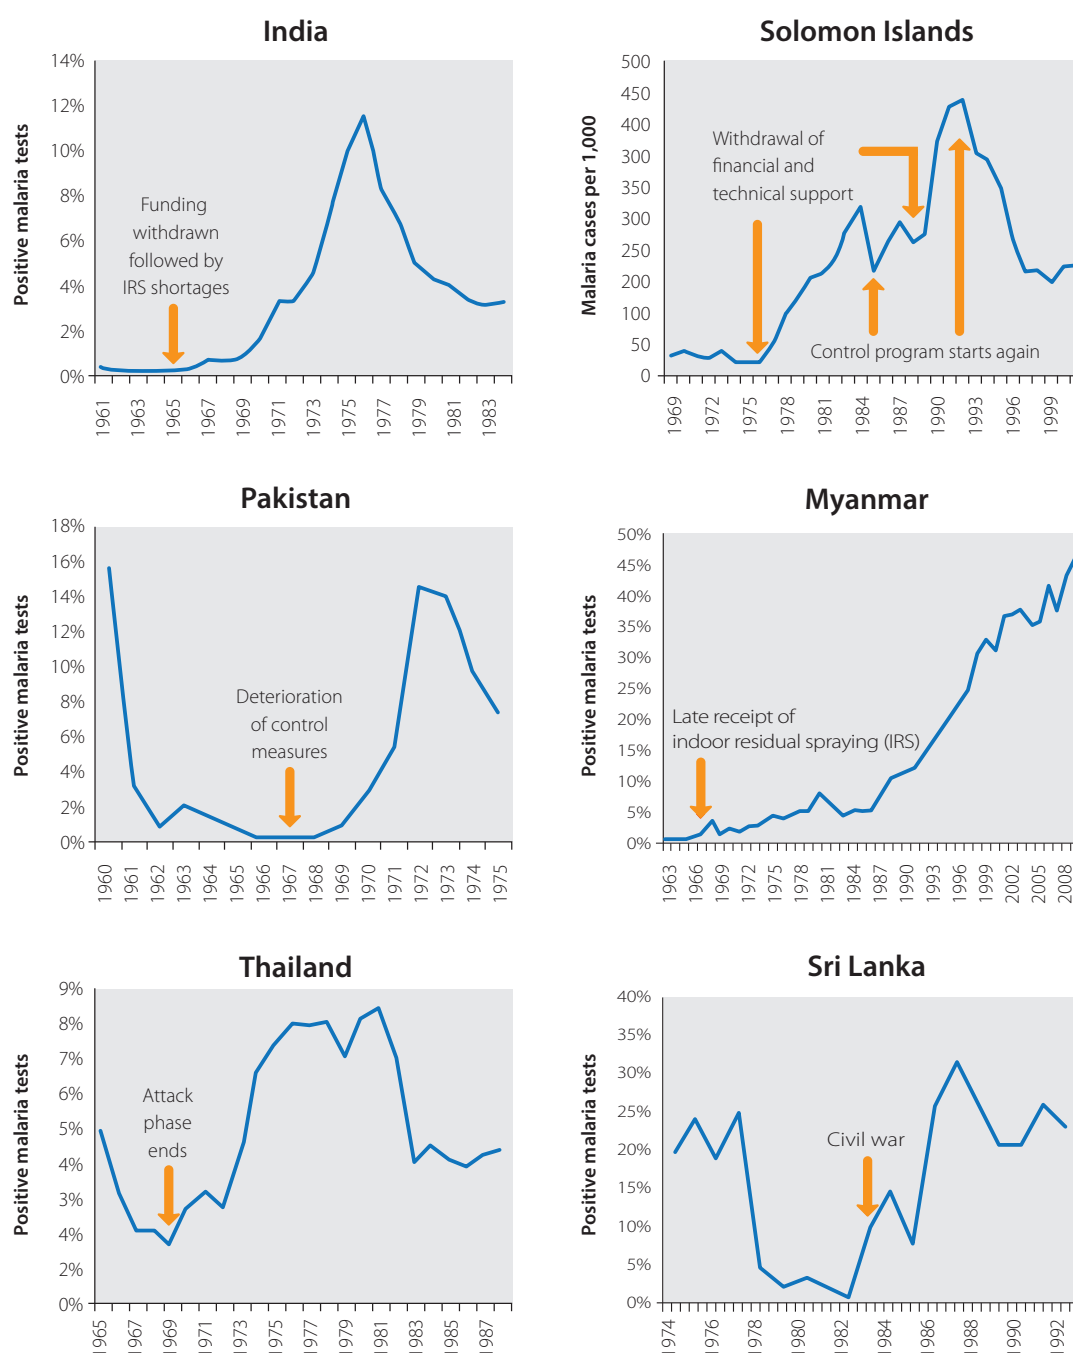 India
Positive malaria tests
14%
12%
10%
8%
6%
4%
2%
0%
Funding
withdrawn
followed by
IRS shortages
1961 1963 1965 1967 1969 1971 1973 1975 1977 1979 1981 1983
Solomon Islands
Malaria cases per 1,000
500
450
400
300
350
300
250
200
100
50
0
Withdrawal of
financial and
technical support
Control program starts again
1969 1972 1975 1978 1981 1984 1987 1990 1993 1996 1999
Pakistan
Positive malaria tests
18%
16%
14%
12%
10%
8%
6%
4%
2%
0%
Deterioration
of control
measures
1960 1961 1962 1963 1964 1965 1966 1967 1968 1969 1970 1971 1972 1973 1974 1975
Myanmar
Positive malaria tests
50%
45%
40%
35%
30%
25%
20%
15%
10%
5%
0%
Late receipt of
indoor residual spraying (IRS)
1963 1966 1969 1972 1975 1978 1981 1984 1987 1990 1993 1996 1999 2002 2005 2008
Thailand
Positive malaria tests
9%
8%
7%
6%
5%
4%
3%
4%
2%
0%
Attack
phase
ends
1965 1967 1969 1971 1973 1975 1977 1979 1981 1983 1985 1987
Sri Lanka
Positive malaria tests
40%
35%
30%
25%
20%
15%
10%
5%
0%
Civil war
1974 1976 1978 1980 1982 1984 1986 1988 1990 1992